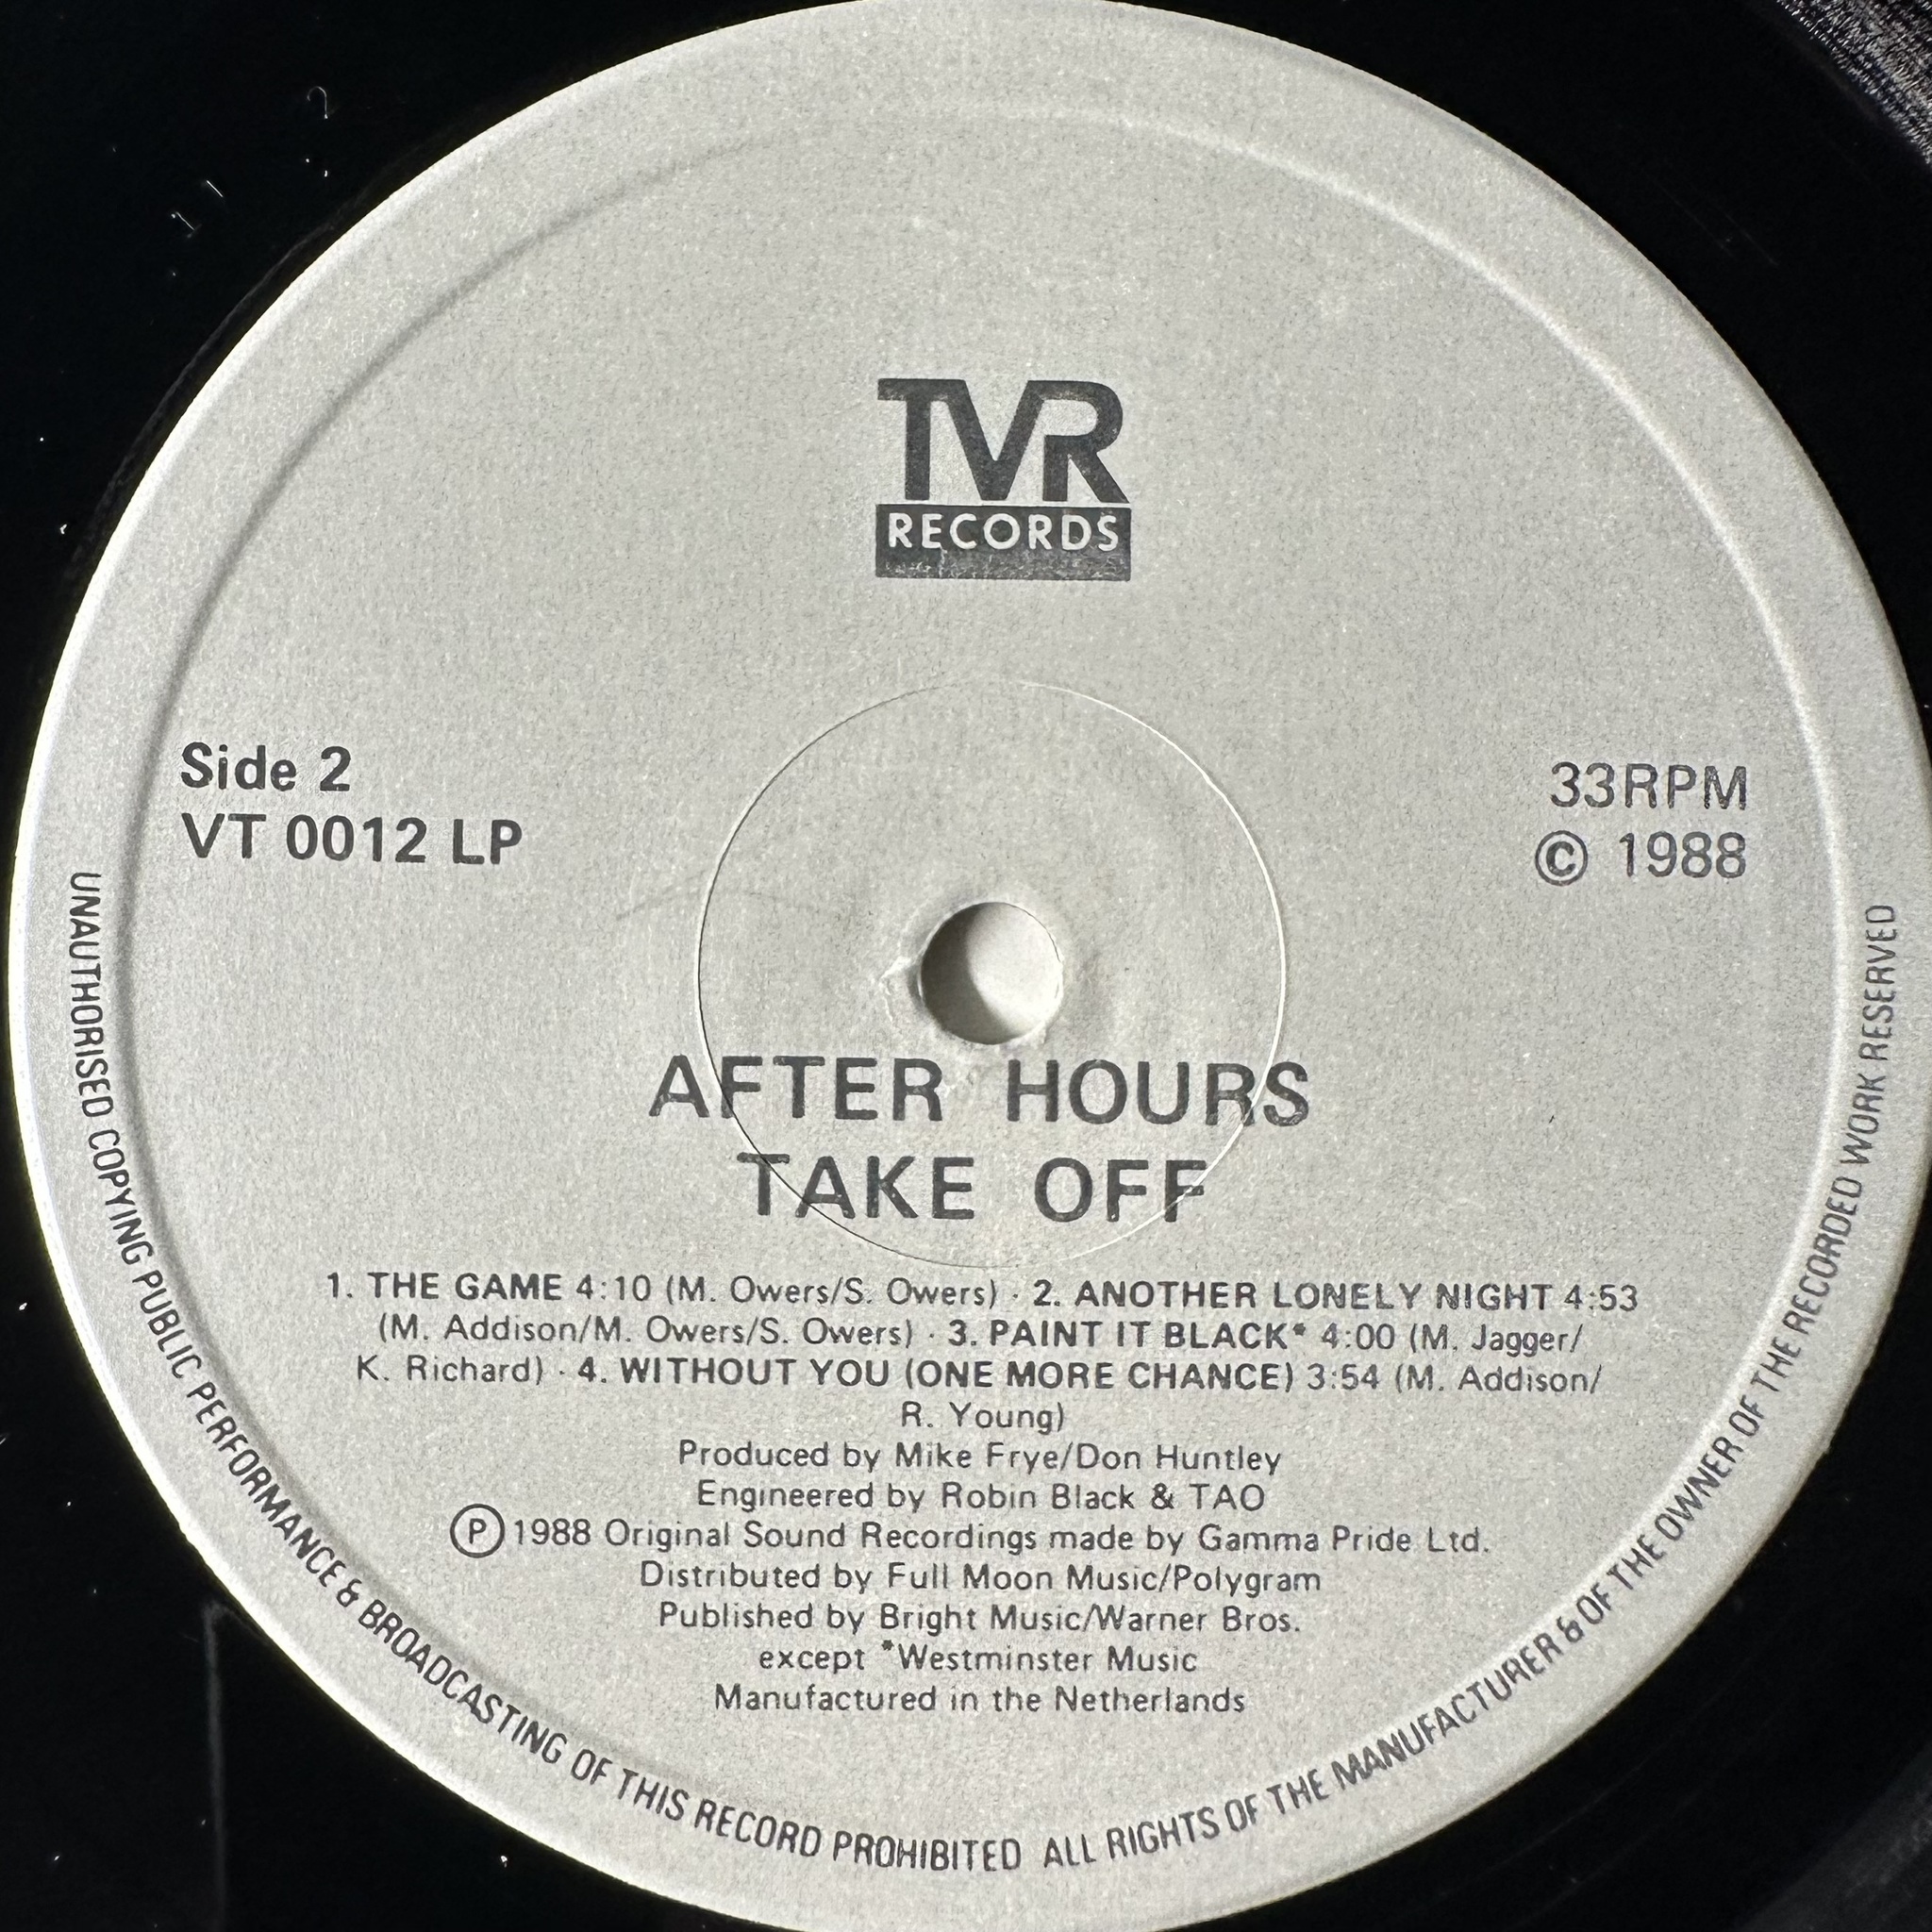 TVR
RECORDS
Side 2
VT 0012 LP
33RPM
© 1988
AFTER HOURS
TAKE OFF
1. THE GAME 4:10 (M. Owers/S. Owers) · 2. ANOTHER LONELY NIGHT 4:53
(M. Addison/M. Owers/S. Owers) · 3. PAINT IT BLACK* 4:00 (M. Jagger/
K. Richard) · 4. WITHOUT YOU (ONE MORE CHANCE) 3:54 (M. Addison/
R. Young)
Produced by Mike Frye/Don Huntley
Engineered by Robin Black & TAO
℗ 1988 Original Sound Recordings made by Gamma Pride Ltd.
Distributed by Full Moon Music/Polygram
Published by Bright Music/Warner Bros.
except *Westminster Music
Manufactured in the Netherlands
UNAUTHORISED COPYING PUBLIC PERFORMANCE & BROADCASTING OF THIS RECORD PROHIBITED ALL RIGHTS OF THE MANUFACTURER & OF THE OWNER OF THE RECORDED WORK RESERVED